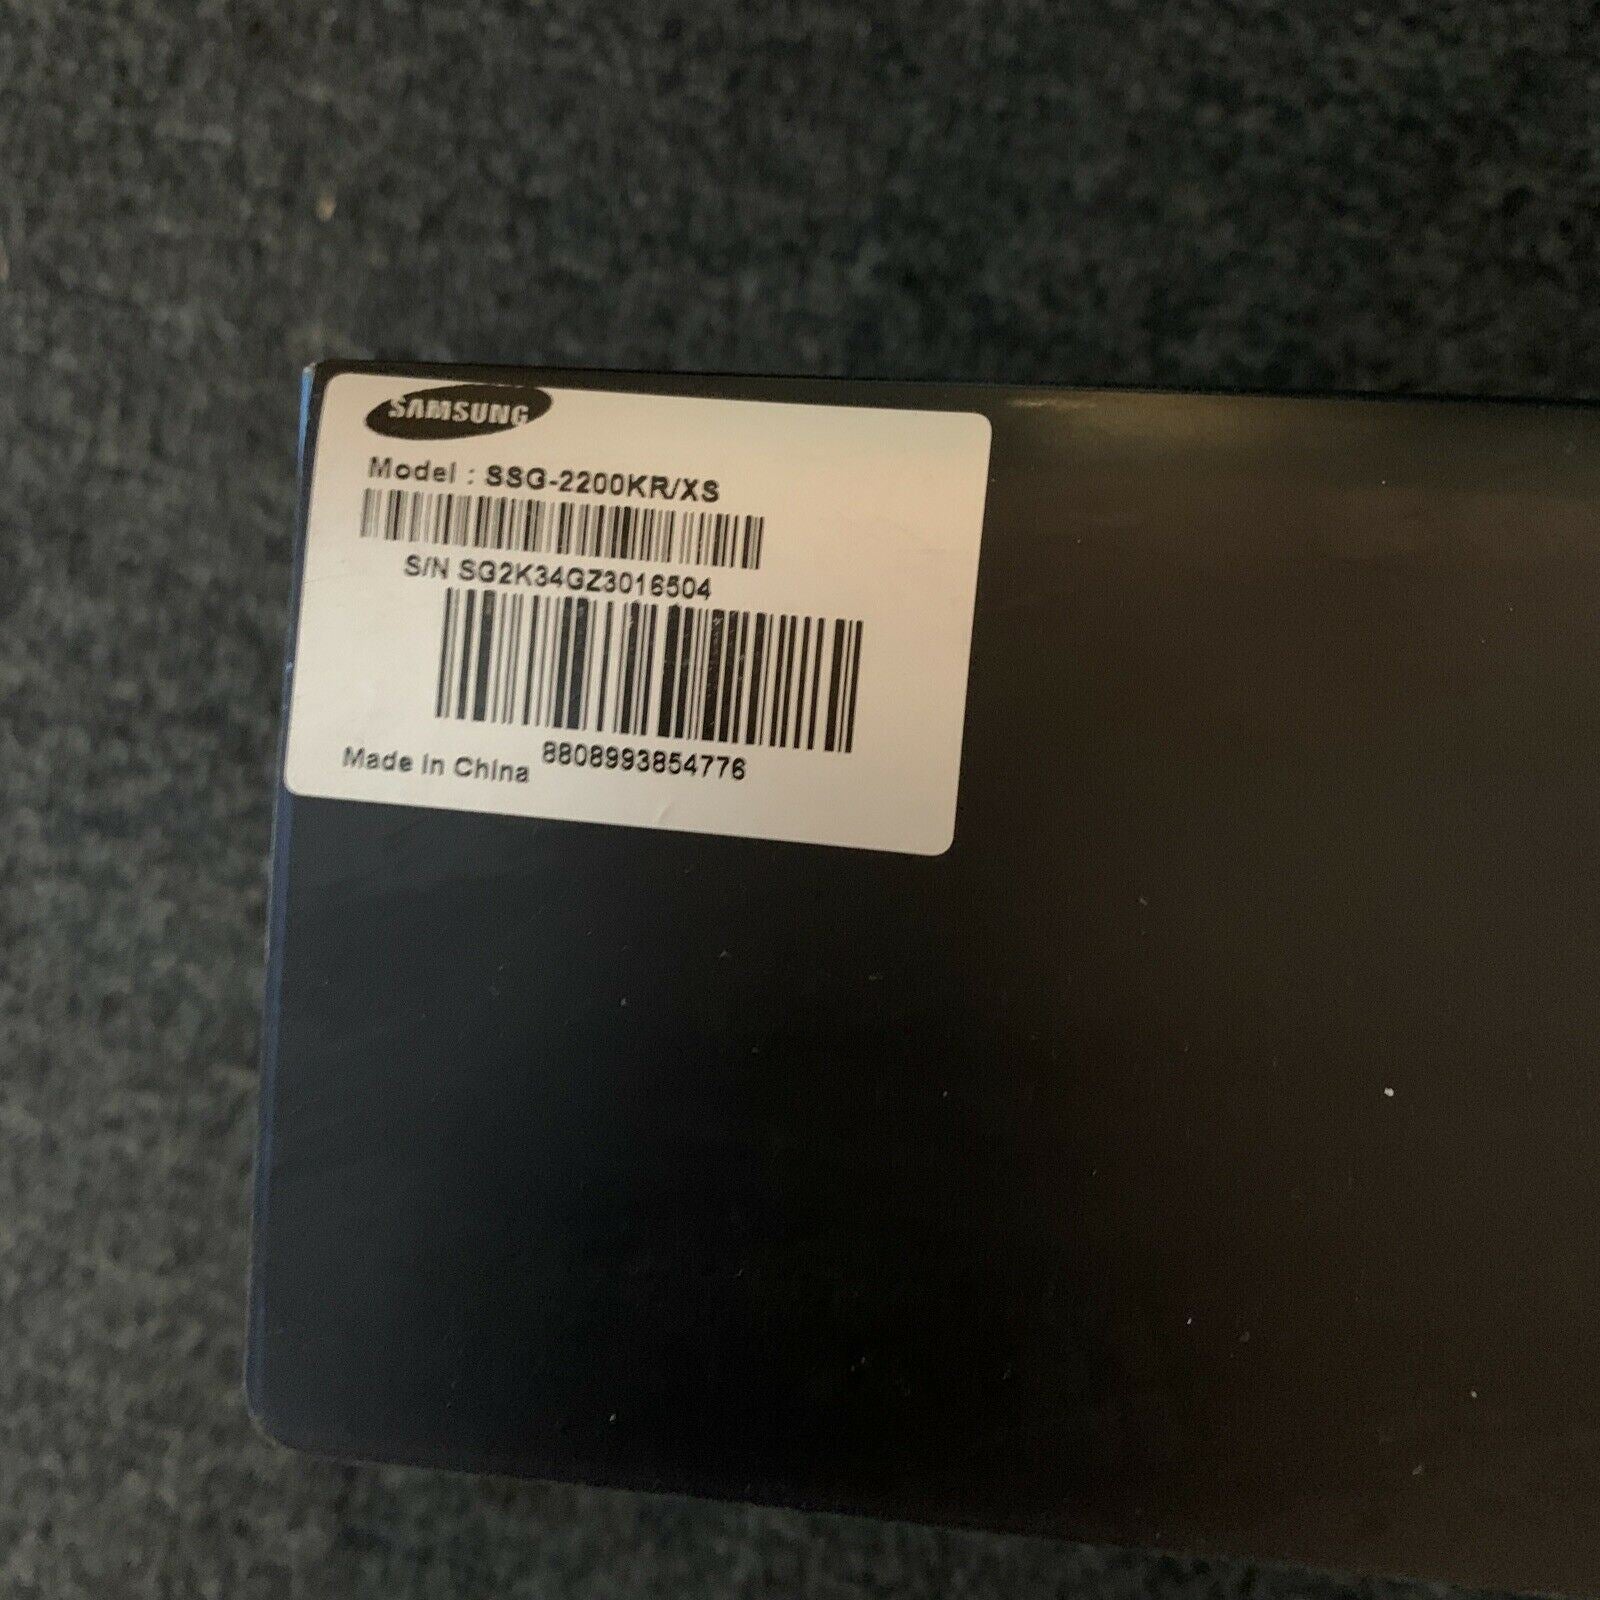 SAMSUNG
Model : SSG-2200KR/XS
S/N SG2K34GZ3016504
8808993854776
Made in China